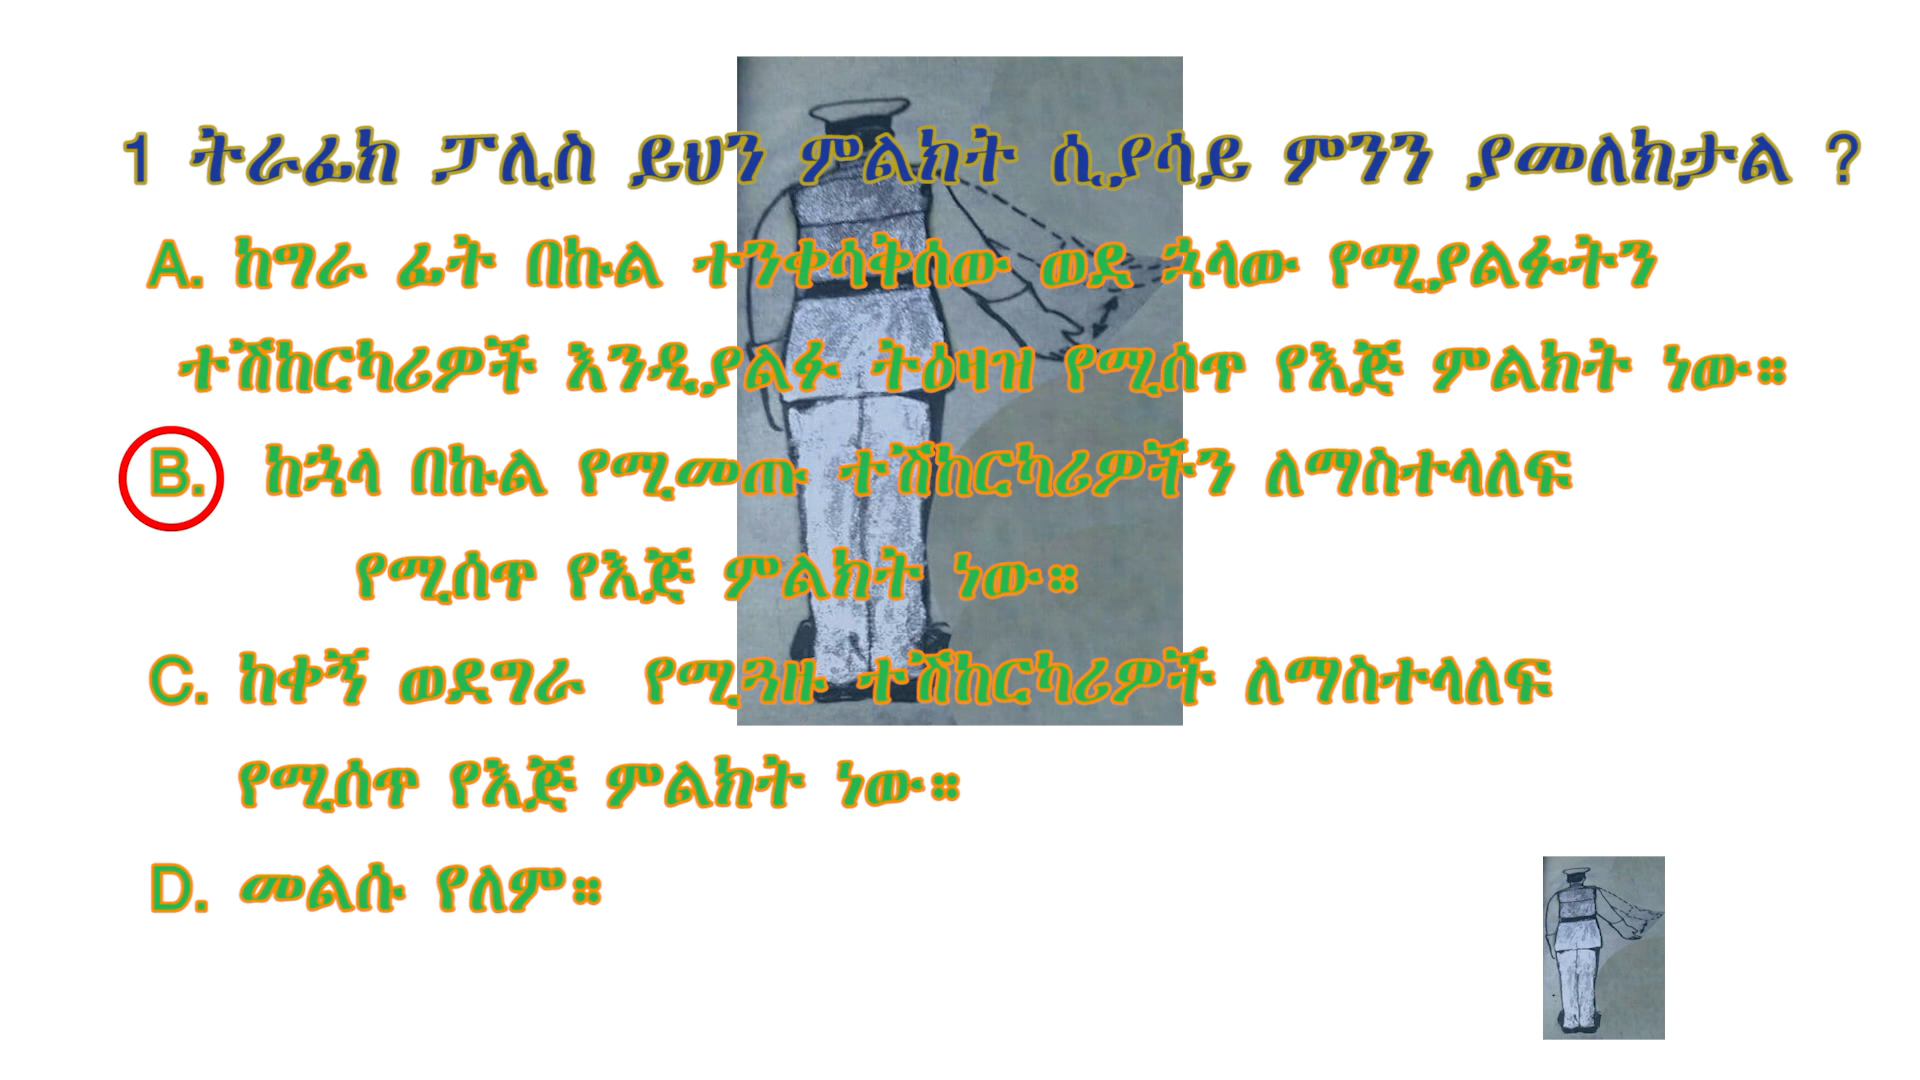 1 ትራፊክ ፓሊስ ይህን ምልክት ሲያሳይ ምንን ያመለክታል ?
A. ከግራ ፊት በኩል ተንቀሳቅሰው ወደ ኋላው የሚያልፉትን
ተሽከርካሪዎች እንዲያልፉ ትዕዛዝ የሚሰጥ የእጅ ምልክት ነው።
B. ከኋላ በኩል የሚመጡ ተሽከርካሪዎችን ለማስተላለፍ
የሚሰጥ የእጅ ምልክት ነው።
C. ከቀኝ ወደግራ የሚጓዙ ተሽከርካሪዎች ለማስተላለፍ
የሚሰጥ የእጅ ምልክት ነው።
D. መልሱ የለም።